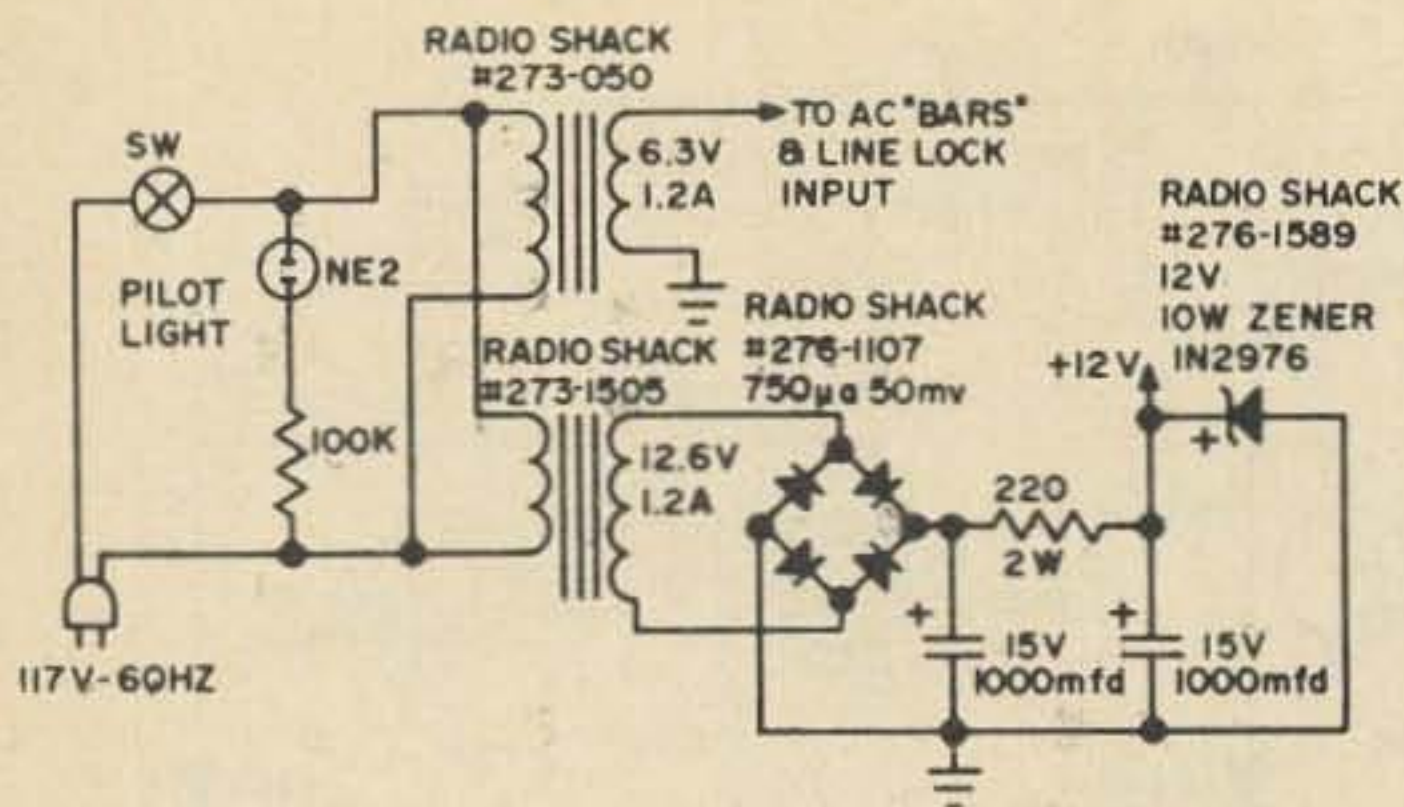 RADIO SHACK
#273-050
SW
6.3V
1.2A
TO AC "BARS"
& LINE LOCK
INPUT
PILOT
LIGHT
NE2
RADIO SHACK
#276-1589
12V
10W ZENER
1N2976
RADIO SHACK
#276-1107
750µa 50mv
RADIO SHACK
#273-1505
+12V
100K
12.6V
1.2A
+
220
2W
+
15V
1000mfd
+
15V
1000mfd
117V-60HZ